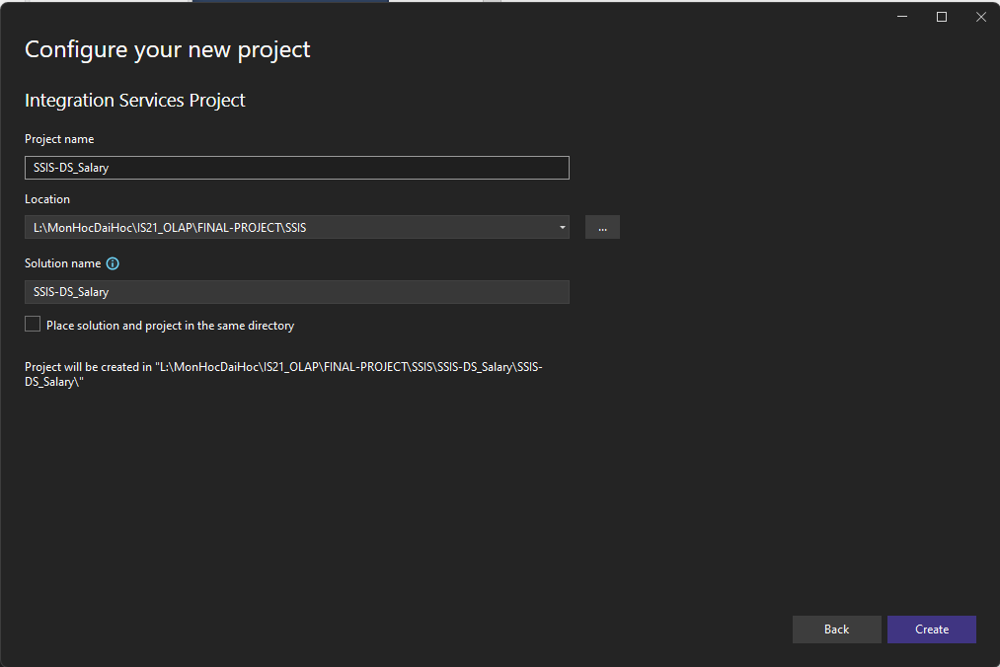 Configure your new project
Integration Services Project
Project name
SSIS-DS_Salary
Location
L:\MonHocDaiHoc\IS21_OLAP\FINAL-PROJECT\SSIS
...
Solution name
SSIS-DS_Salary
Place solution and project in the same directory
Project will be created in "L:\MonHocDaiHoc\IS21_OLAP\FINAL-PROJECT\SSIS\SSIS-DS_Salary\SSIS-
DS_Salary\"
Back
Create